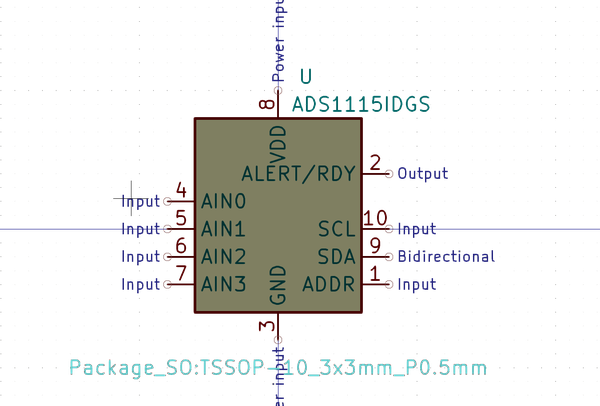 Power input
U
8
ADS1115IDGS
VDD
ALERT/RDY 2 Output
Input 4 AIN0
Input 5 AIN1 SCL 10 Input
Input 6 AIN2 SDA 9 Bidirectional
Input 7 AIN3 GND ADDR 1 Input
3
Package_SO:TSSOP-10_3x3mm_P0.5mm
er input